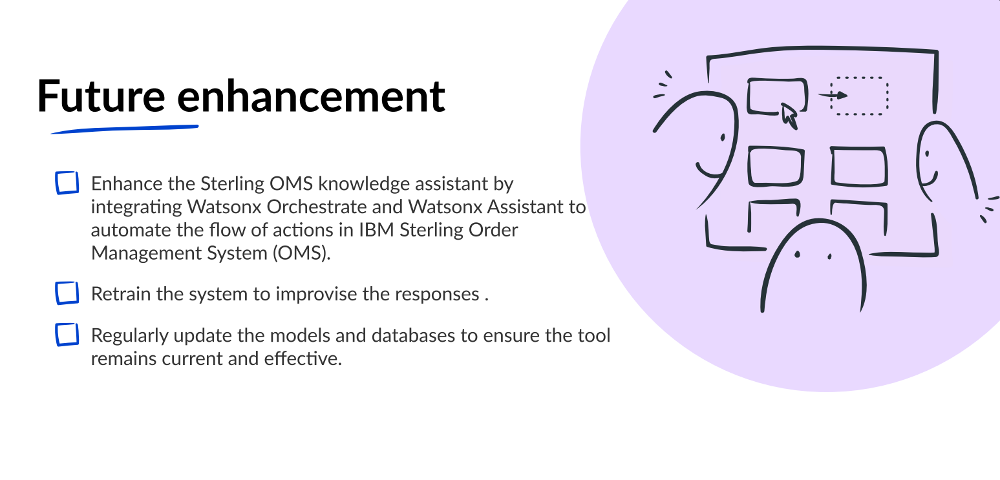 Future enhancement
Enhance the Sterling OMS knowledge assistant by
integrating Watsonx Orchestrate and Watsonx Assistant to
automate the flow of actions in IBM Sterling Order
Management System (OMS).
Retrain the system to improvise the responses .
Regularly update the models and databases to ensure the tool
remains current and effective.